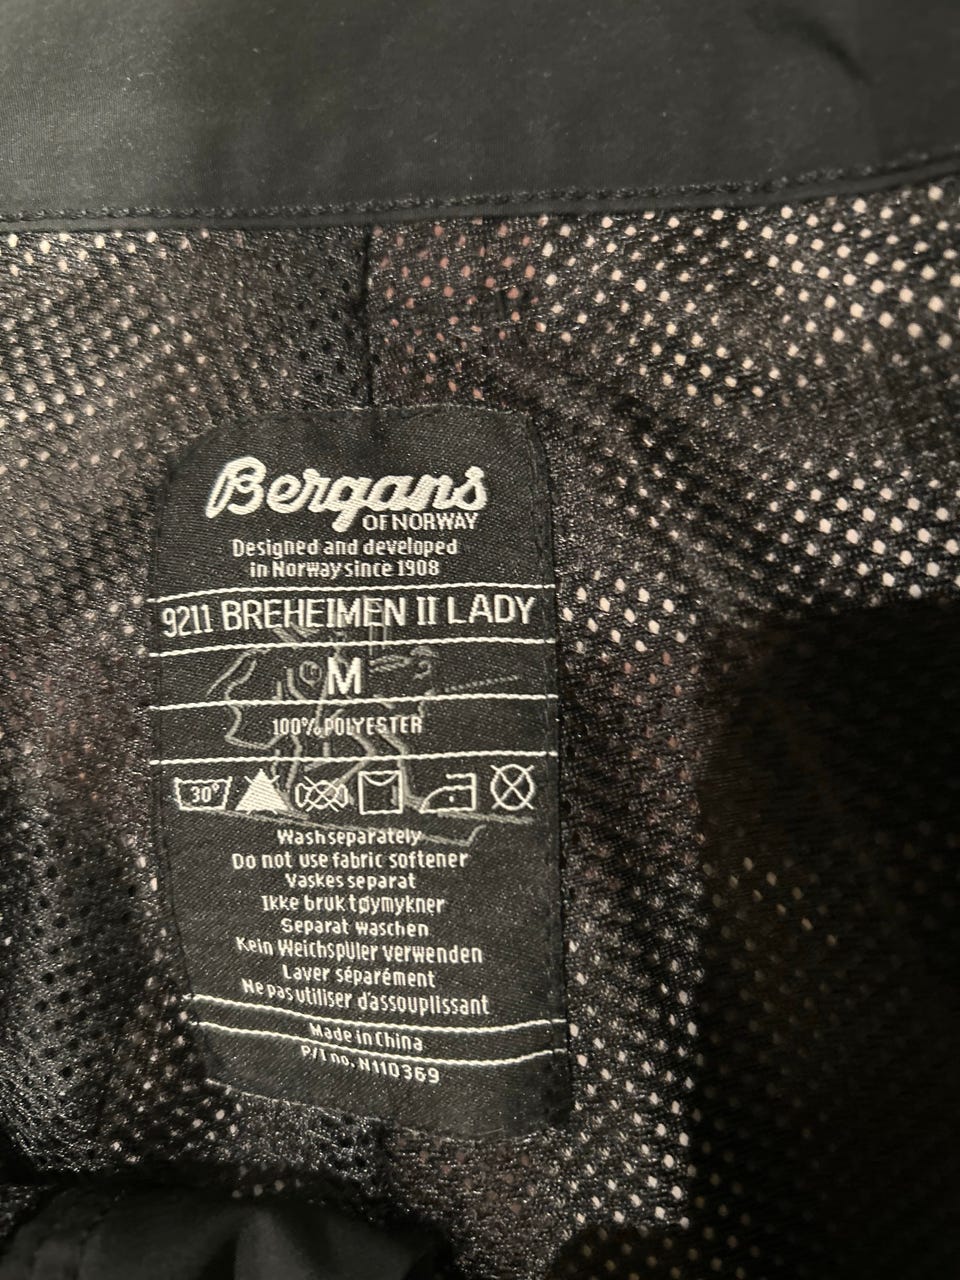 Bergans
OF NORWAY
Designed and developed
in Norway since 1908
9211 BREHEIMEN II LADY
M
100% POLYESTER
30°
Wash separately
Do not use fabric softener
Vaskes separat
Ikke bruk tøymykner
Separat waschen
Kein Weichspüler verwenden
Laver séparément
Ne pas utiliser d'assouplissant
Made in China
P/I no. N110369